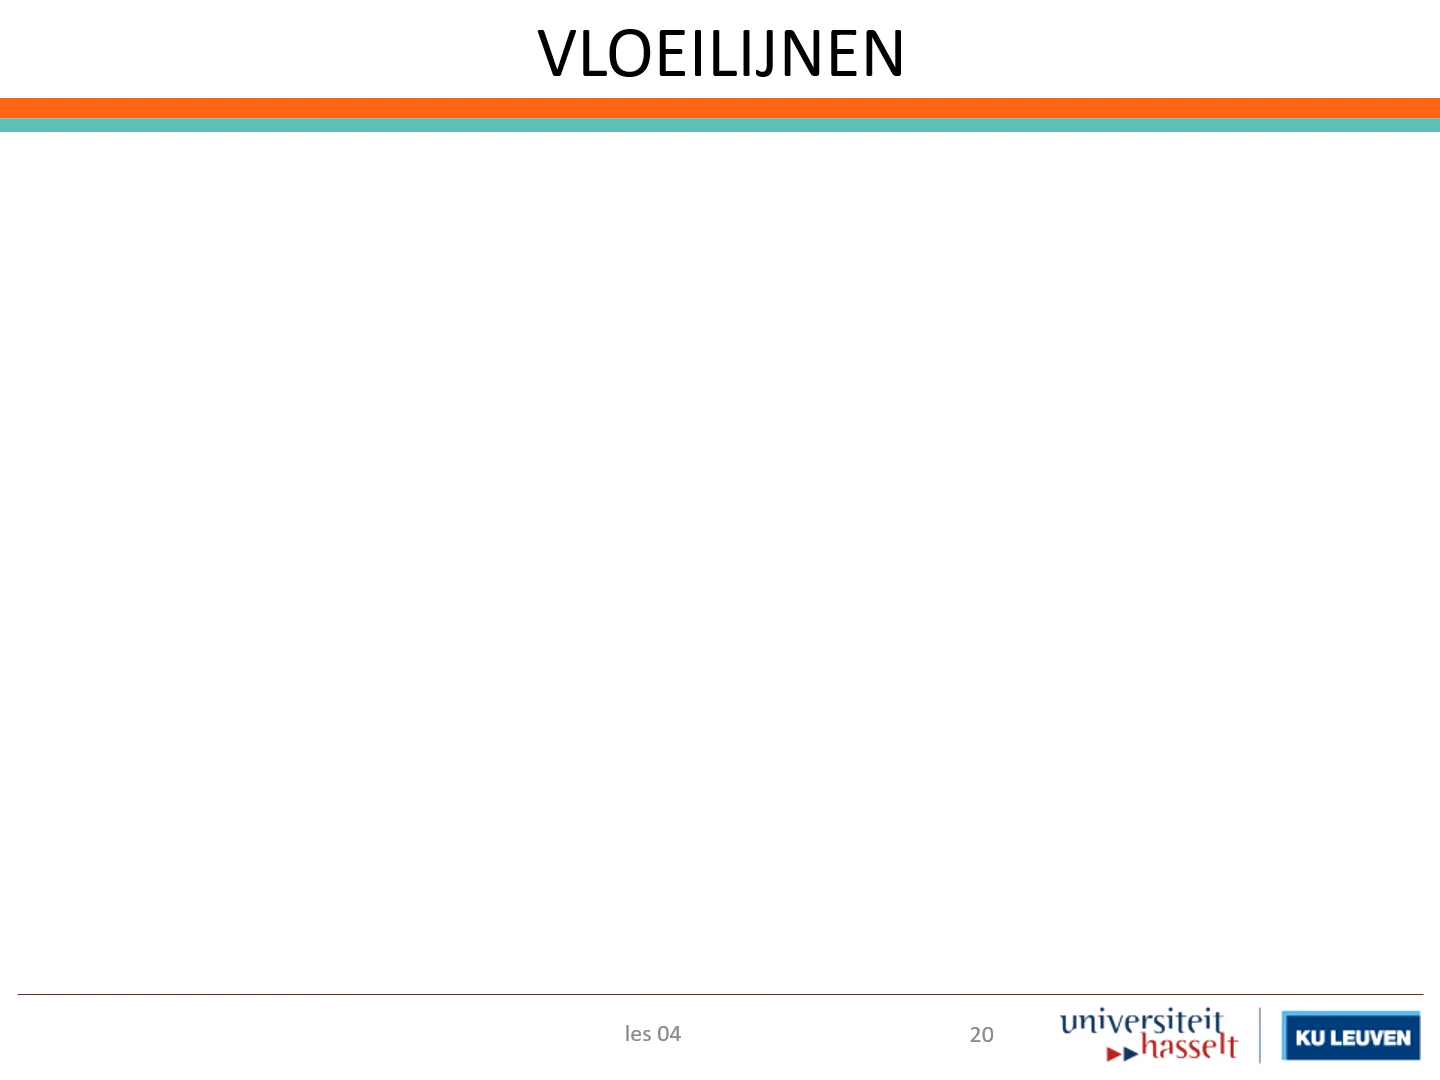 VLOEILIJNEN
les 04
20
universiteit
hasselt
KU LEUVEN